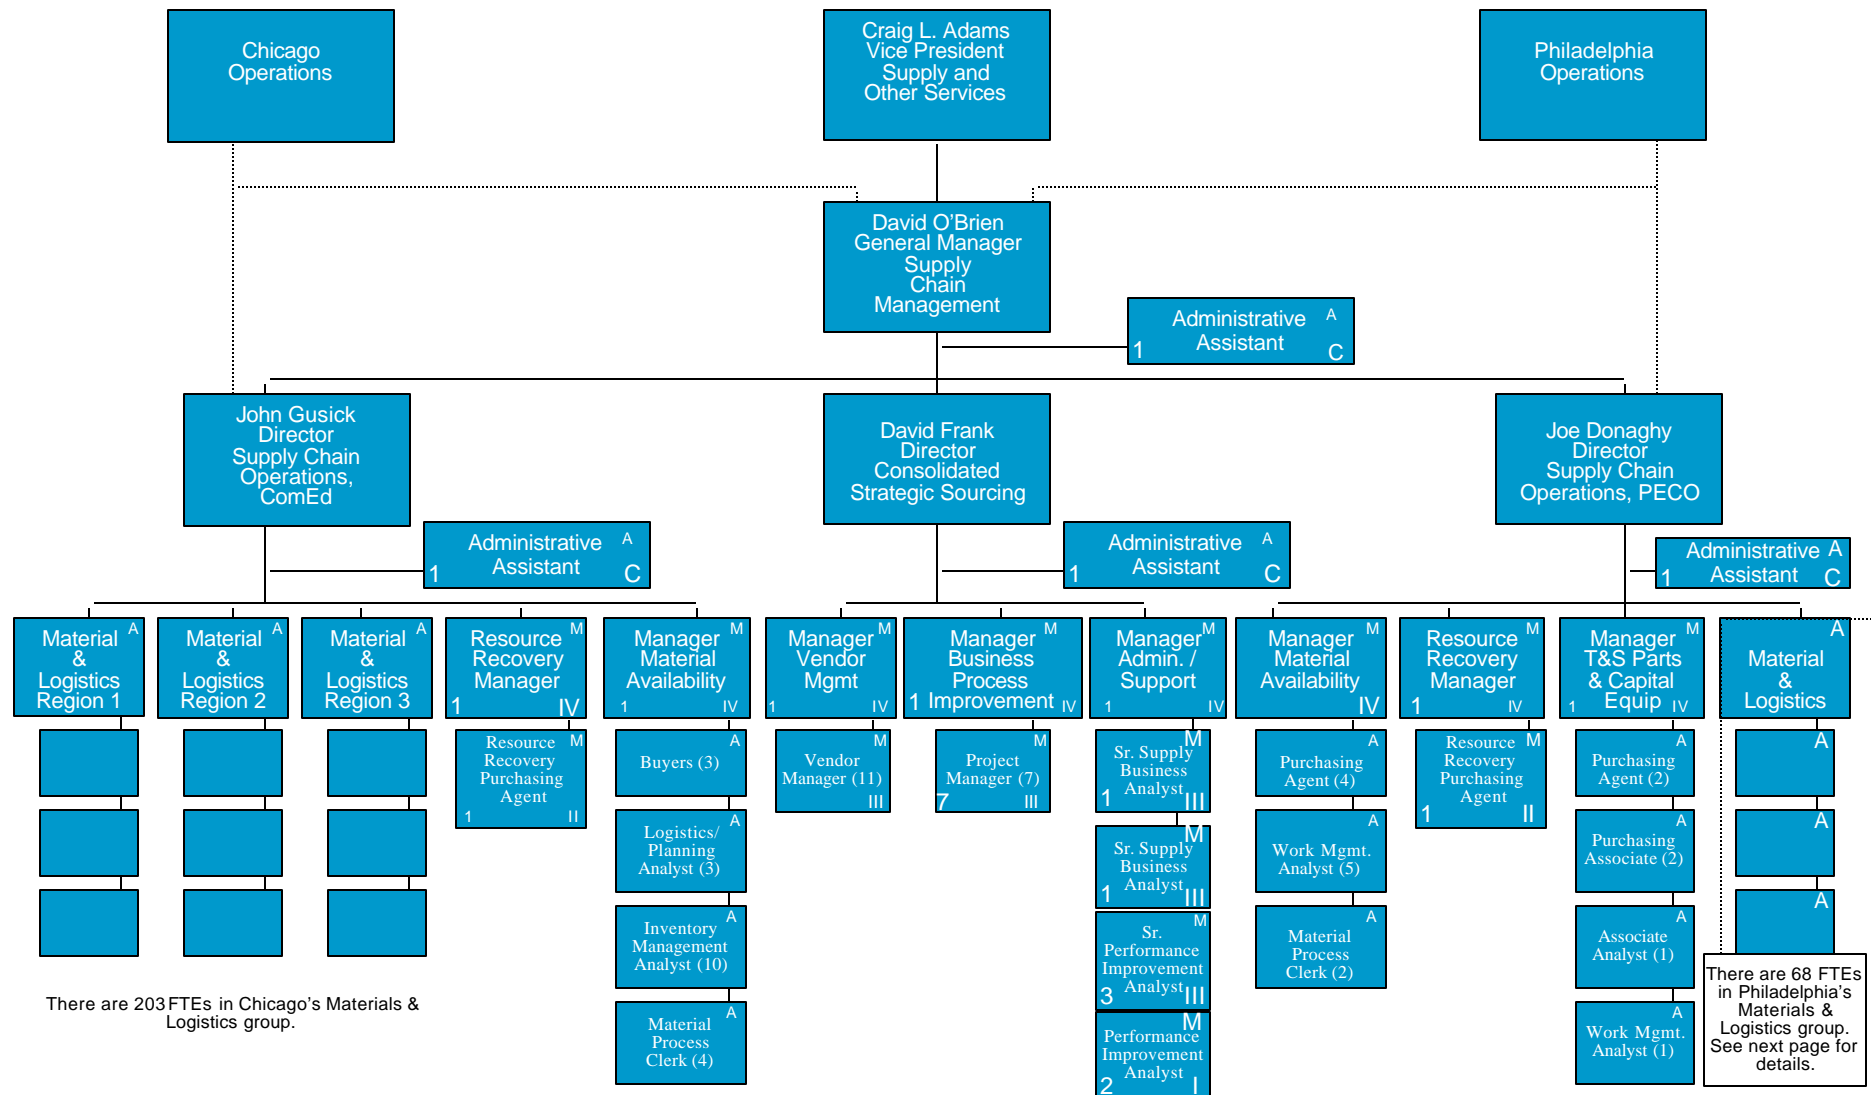 Chicago
Operations
Craig L. Adams
Vice President
Supply and
Other Services
Philadelphia
Operations
David O'Brien
General Manager
Supply
Chain
Management
Administrative A
Assistant
1 C
John Gusick
Director
Supply Chain
Operations,
ComEd
David Frank
Director
Consolidated
Strategic Sourcing
Joe Donaghy
Director
Supply Chain
Operations, PECO
Administrative A
Assistant
1 C
Administrative A
Assistant
1 C
Administrative A
Assistant
1 C
Material A
&
Logistics
Region 1
Material A
&
Logistics
Region 2
Material A
&
Logistics
Region 3
Resource M
Recovery
Manager
1 IV
Manager M
Material
Availability
1 IV
Manager M
Vendor
Mgmt
1 IV
Manager M
Business
Process
1 Improvement IV
Manager M
Admin. /
Support
1 IV
Manager M
Material
Availability
IV
Resource M
Recovery
Manager
1 IV
Manager M
T&S Parts
& Capital
Equip
1 IV
A
Material
&
Logistics
Resource M
Recovery
Purchasing
Agent
1 II
A
Buyers (3)
A
Logistics/
Planning
Analyst (3)
A
Inventory
Management
Analyst (10)
A
Material
Process
Clerk (4)
M
Vendor
Manager (11)
III
M
Project
Manager (7)
7 III
M
Sr. Supply
Business
Analyst
1 III
M
Sr. Supply
Business
Analyst
1 III
M
Sr.
Performance
Improvement
Analyst
3 III
M
Performance
Improvement
Analyst
2 I
A
Purchasing
Agent (4)
A
Work Mgmt.
Analyst (5)
A
Material
Process
Clerk (2)
Resource M
Recovery
Purchasing
Agent
1 II
A
Purchasing
Agent (2)
A
Purchasing
Associate (2)
A
Associate
Analyst (1)
A
Work Mgmt.
Analyst (1)
A
A
A
There are 203 FTEs in Chicago's Materials &
Logistics group.
There are 68 FTEs
in Philadelphia's
Materials &
Logistics group.
See next page for
details.